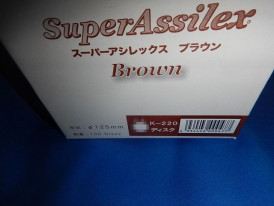 SuperAssilex
スーパーアシレックス ブラウン
Brown
K-220
ディスク
φ125mm